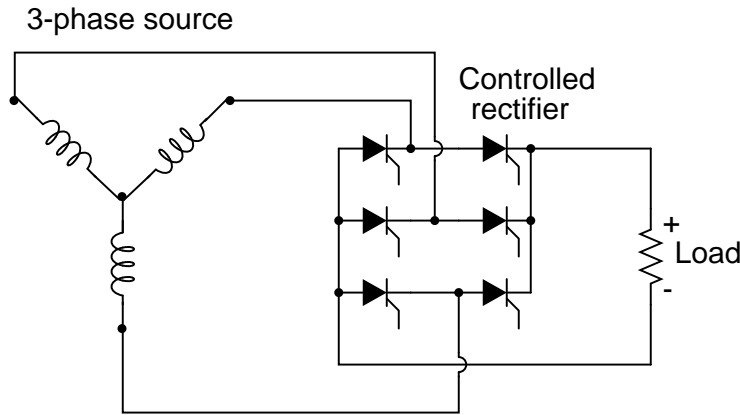 3-phase source
Controlled
rectifier
+
Load
-